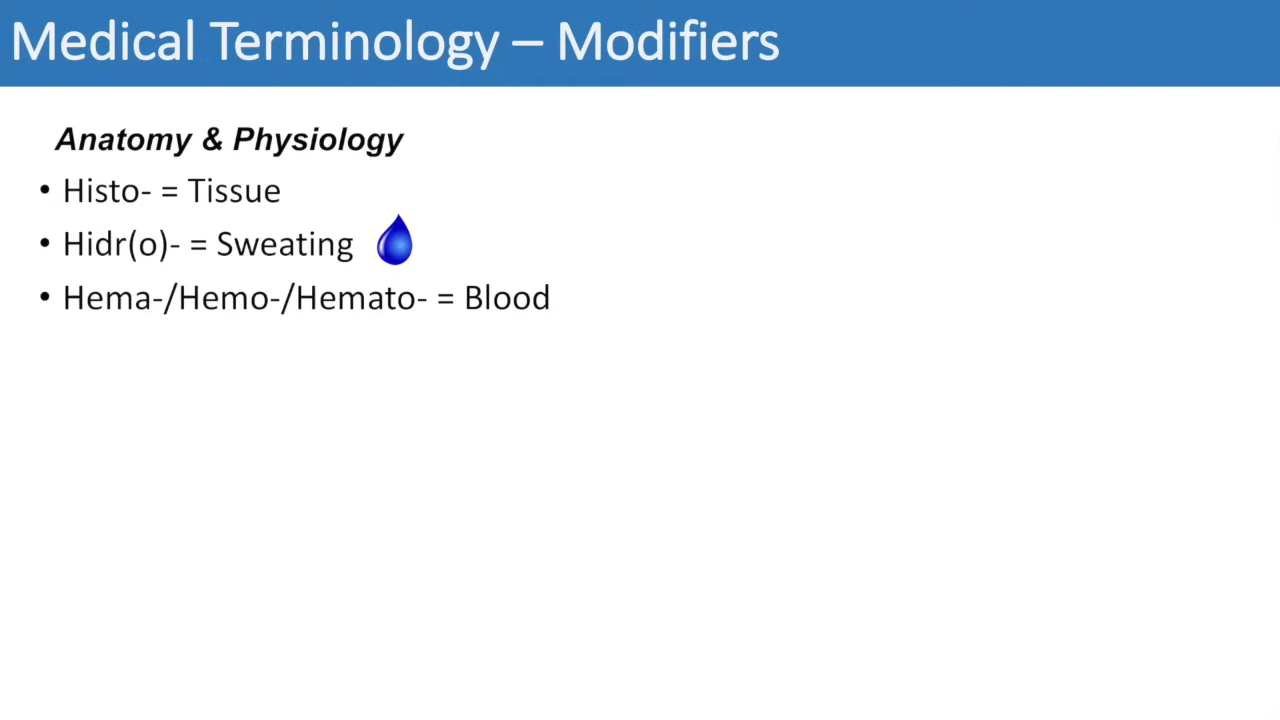 Medical Terminology – Modifiers
Anatomy & Physiology
• Histo- = Tissue
• Hidr(o)- = Sweating
• Hema-/Hemo-/Hemato- = Blood